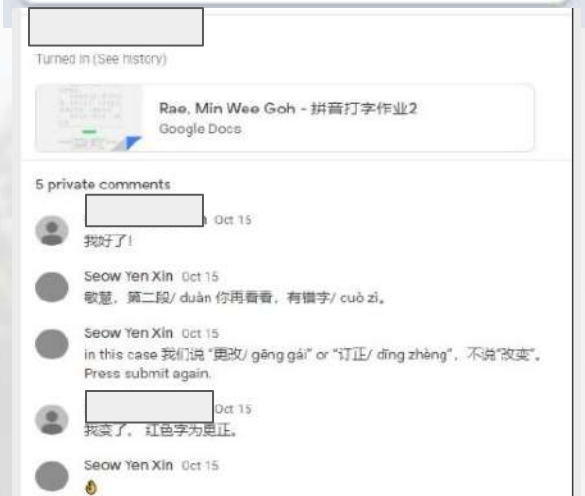 Turned in (See history)
Rae, Min Wee Goh - 拼音打字作业2
Google Docs
5 private comments
Oct 15
我好了!
Seow Yen Xin Oct 15
敏慧，第二段/ duàn 你再看看，有错字/ cuò zì。
Seow Yen Xin Oct 15
in this case 我们说 "更改/ gēng gǎi" or "订正/ dīng zhèng"，不说"改变"。
Press submit again.
Oct 15
我变了， 红色字为更正。
Seow Yen Xin Oct 15
👌